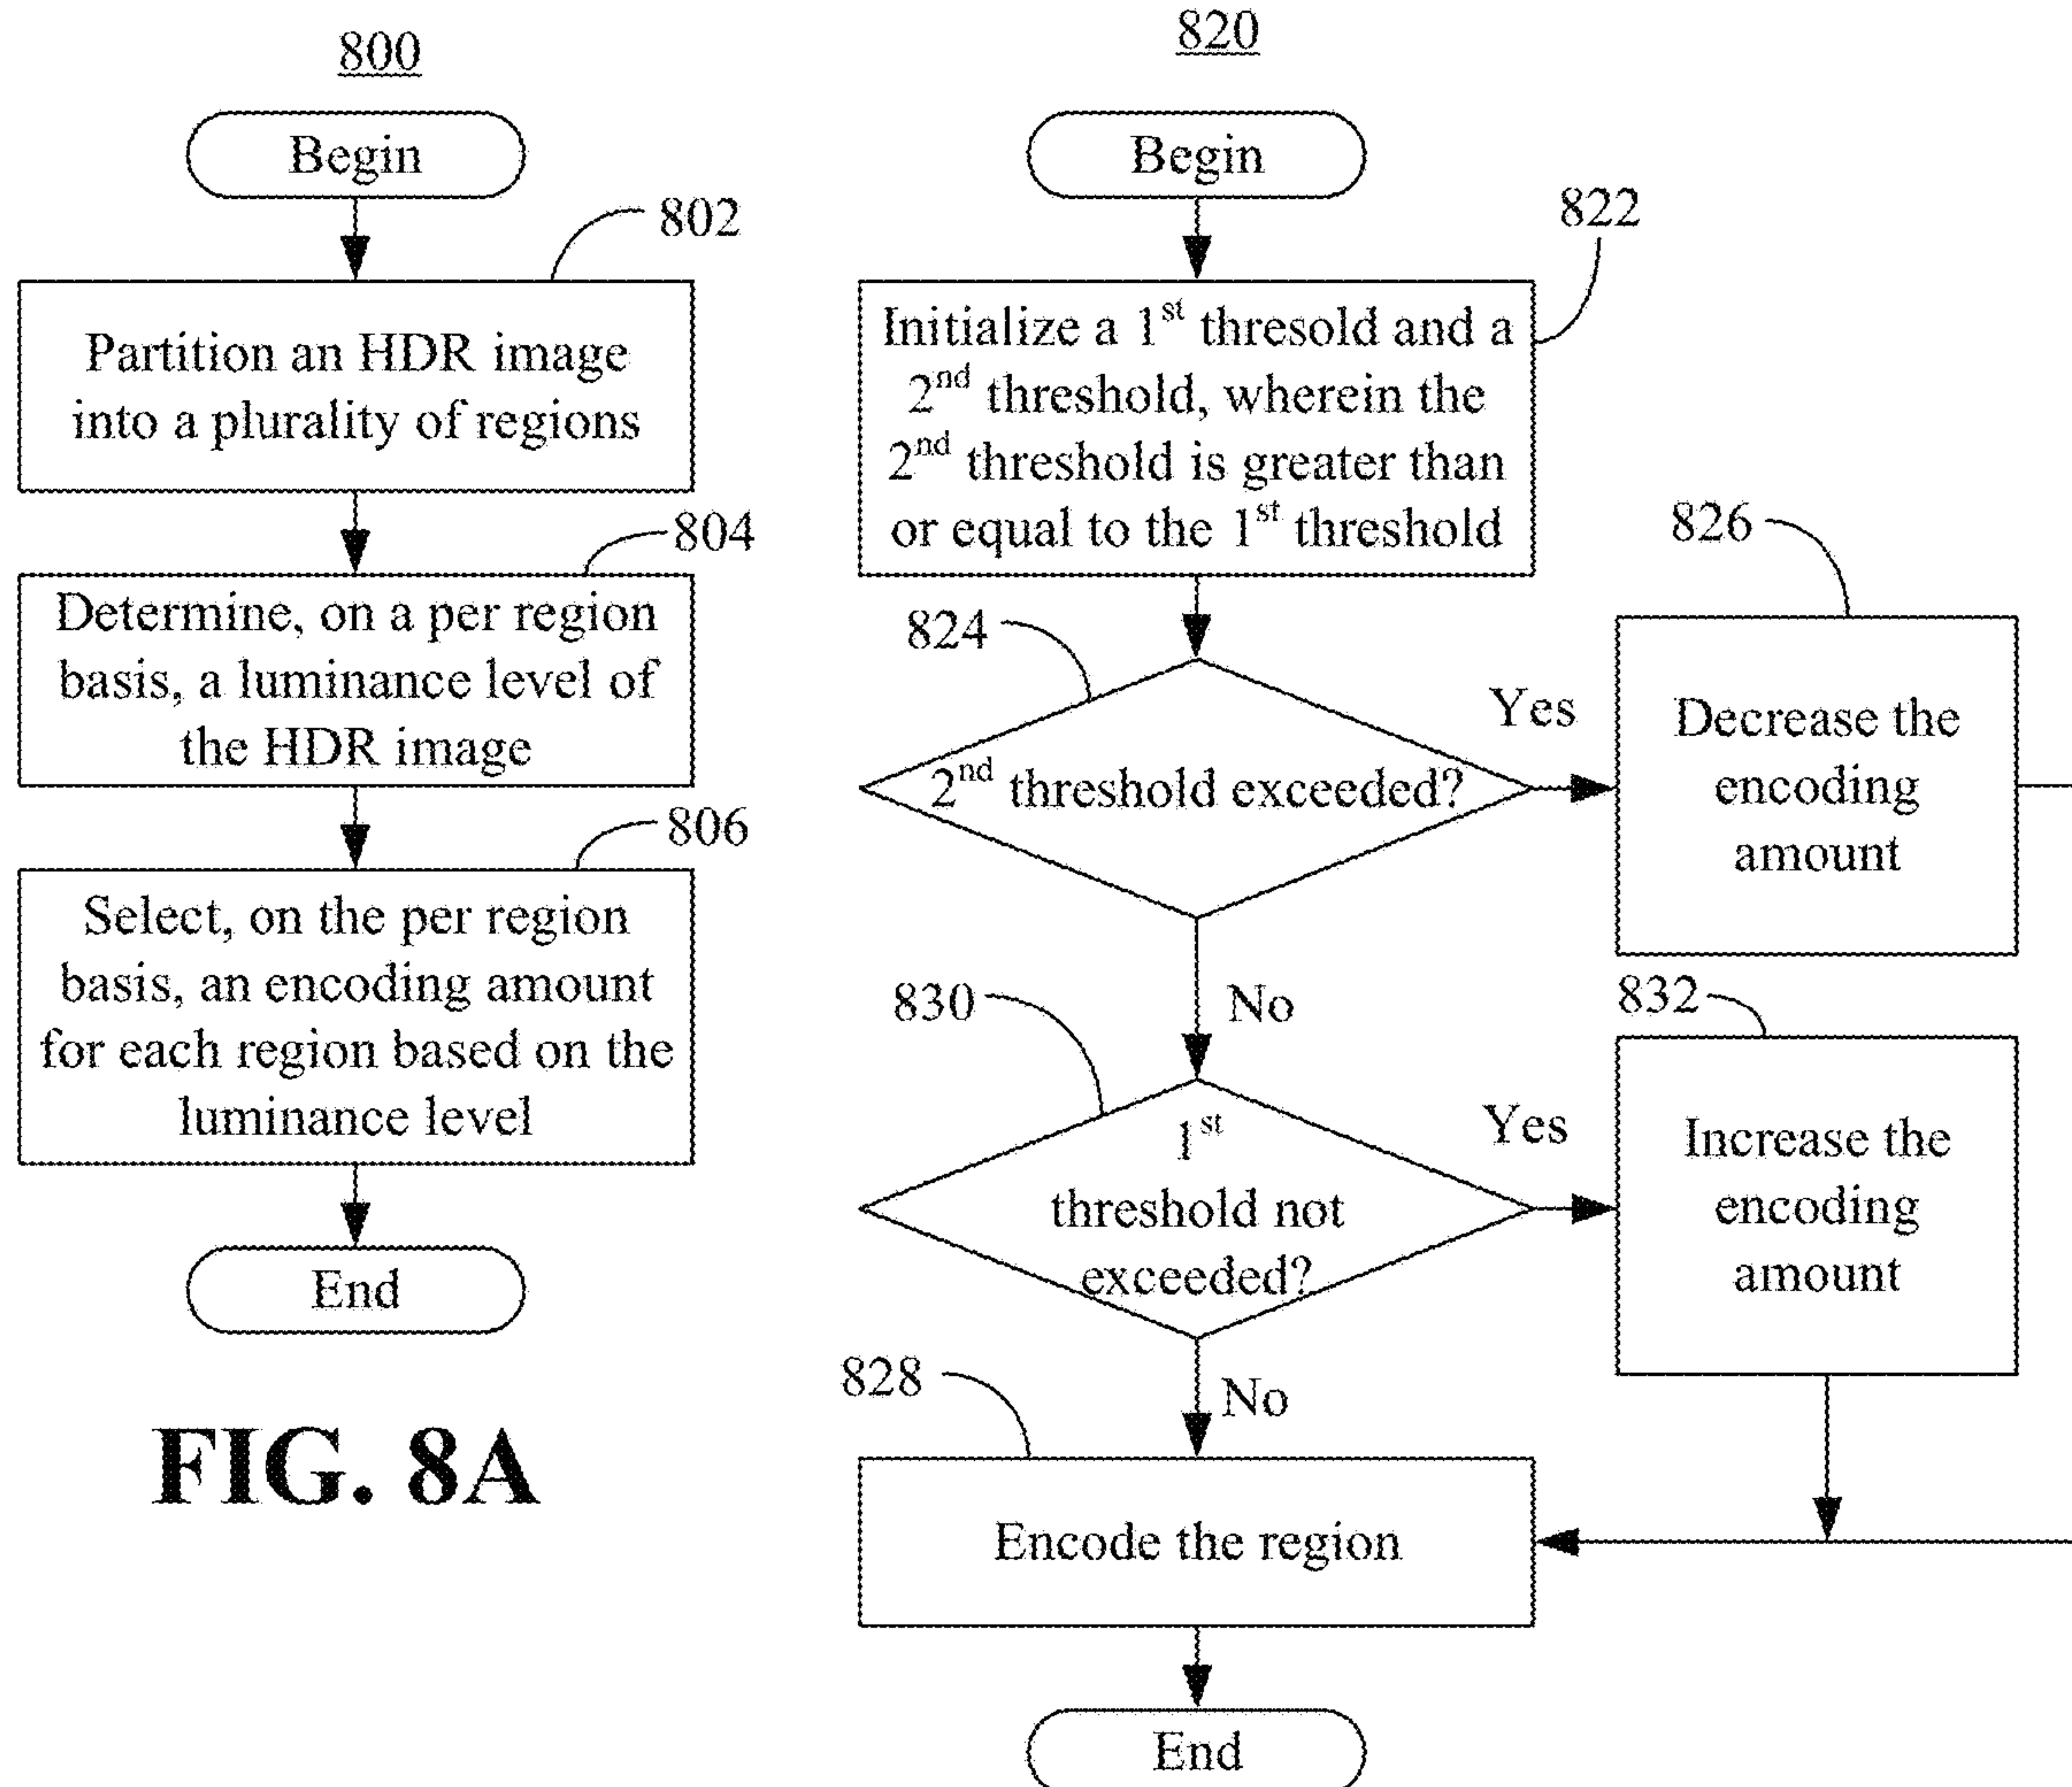 800
Begin
802
Partition an HDR image
into a plurality of regions
804
Determine, on a per region
basis, a luminance level of
the HDR image
806
Select, on the per region
basis, an encoding amount
for each region based on the
luminance level
End
FIG. 8A
820
Begin
822
Initialize a 1st thresold and a
2nd threshold, wherein the
2nd threshold is greater than
or equal to the 1st threshold
824
2nd threshold exceeded?
Yes
826
Decrease the
encoding
amount
No
830
1st
threshold not
exceeded?
Yes
832
Increase the
encoding
amount
No
828
Encode the region
End